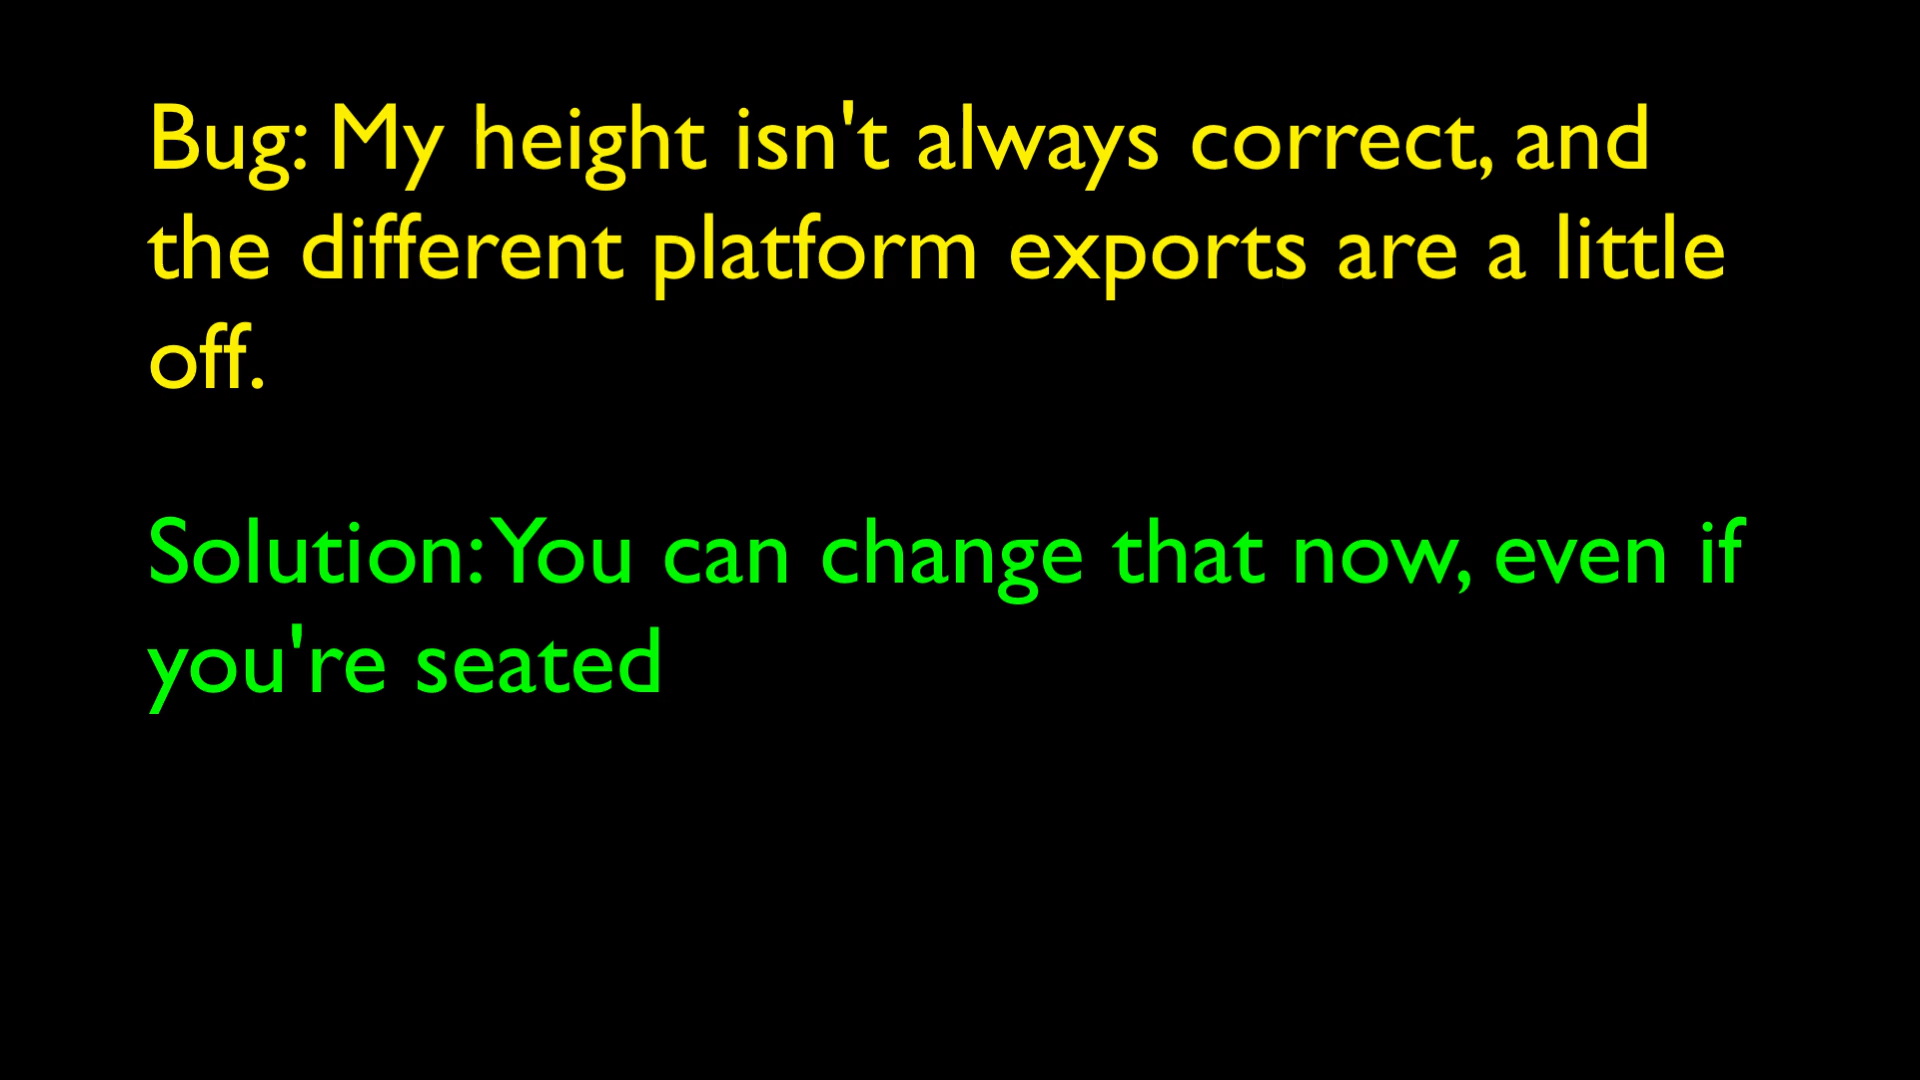 Bug: My height isn't always correct, and
the different platform exports are a little
off.
Solution: You can change that now, even if
you're seated